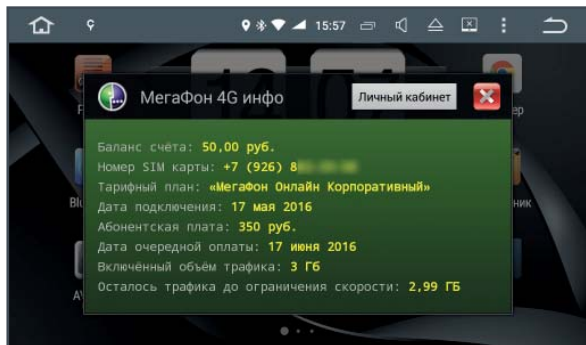 15:57
МегаФон 4G инфо
Личный кабинет
Баланс счёта: 50,00 руб.
Номер SIM карты: +7 (926) 8
Тарифный план: «МегаФон Онлайн Корпоративный»
Дата подключения: 17 мая 2016
Абонентская плата: 350 руб.
Дата очередной оплаты: 17 июня 2016
Включённый объём трафика: 3 Гб
Осталось трафика до ограничения скорости: 2,99 ГБ